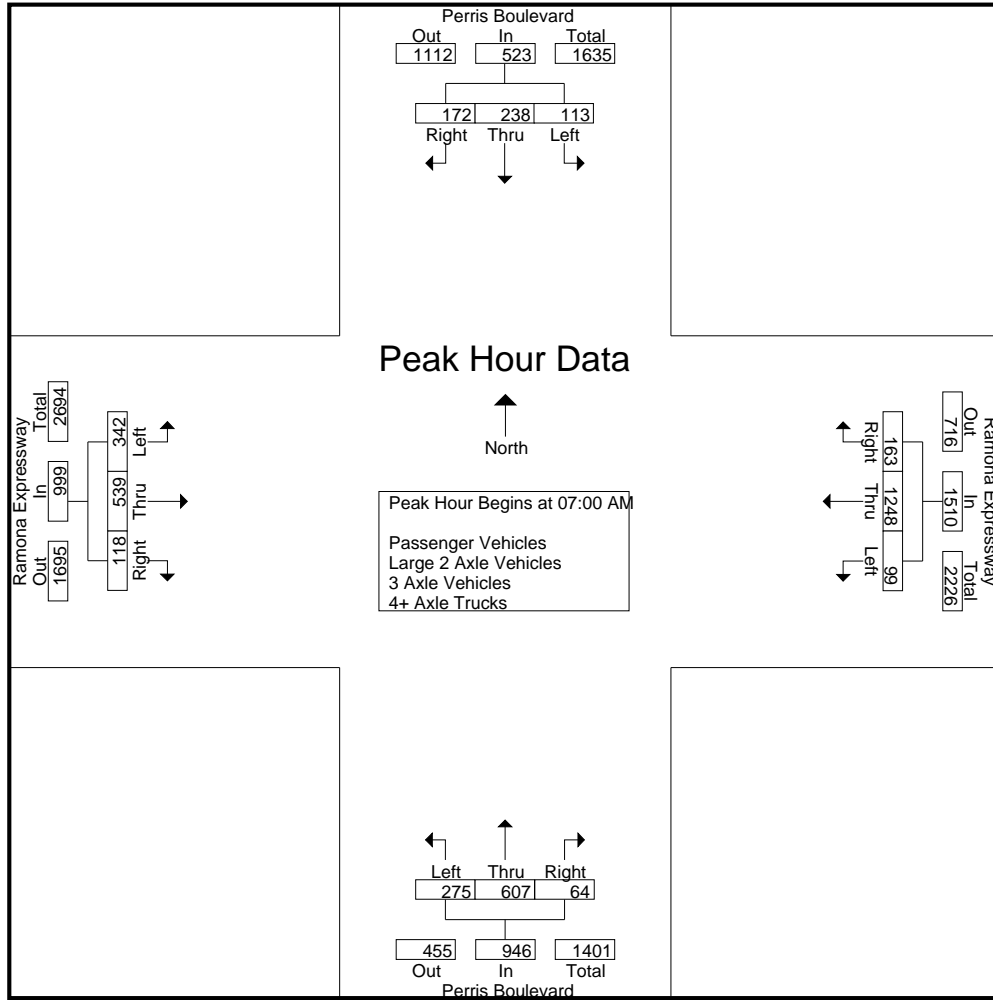 Perris Boulevard
Out In Total
1112 523 1635
172 238 113
Right Thru Left
Peak Hour Data
North
Peak Hour Begins at 07:00 AM
Passenger Vehicles
Large 2 Axle Vehicles
3 Axle Vehicles
4+ Axle Trucks
Ramona Expressway
Out In Total
1695 999 2694
Left Thru Right
342 539 118
Ramona Expressway
Out In Total
716 1510 2226
Right Thru Left
163 1248 99
Left Thru Right
275 607 64
455 946 1401
Out In Total
Perris Boulevard